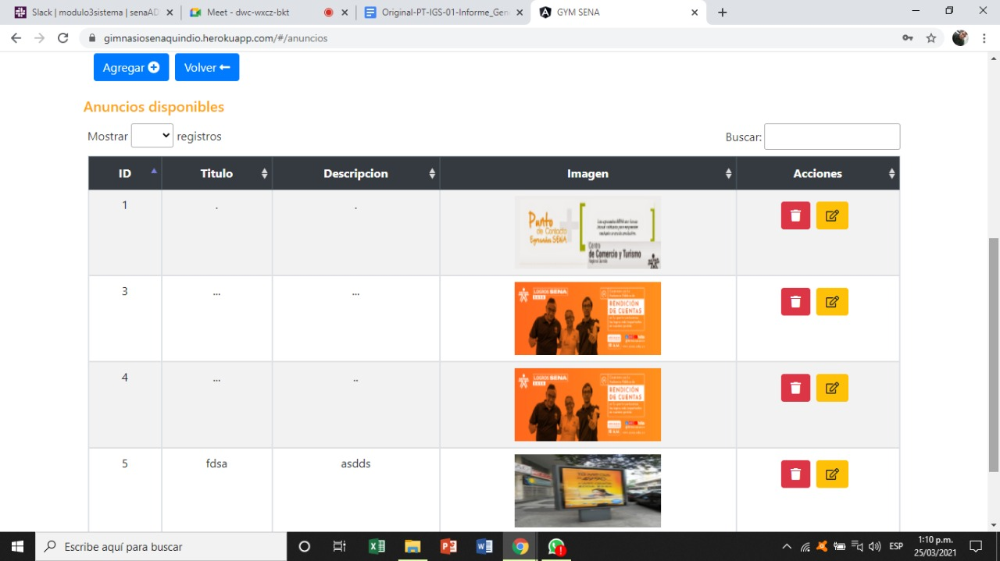 Slack | modulo3sistema | senaAD
Meet - dwc-wxcz-bkt
Original-PT-IGS-01-Informe_Gen
GYM SENA
gimnasiosenaquindio.herokuapp.com/#/anuncios
Agregar
Volver
Anuncios disponibles
Mostrar registros
Buscar:
ID Titulo Descripcion Imagen Acciones
1 . .
Punto
de Contacto
Egresados SENA
Centro
de Comercio y Turismo
3 ... ...
LOGROS SENA
RENDICIÓN
DE CUENTAS
4 ... ..
LOGROS SENA
RENDICIÓN
DE CUENTAS
5 fdsa asdds
Escribe aquí para buscar
ESP
1:10 p.m.
25/03/2021